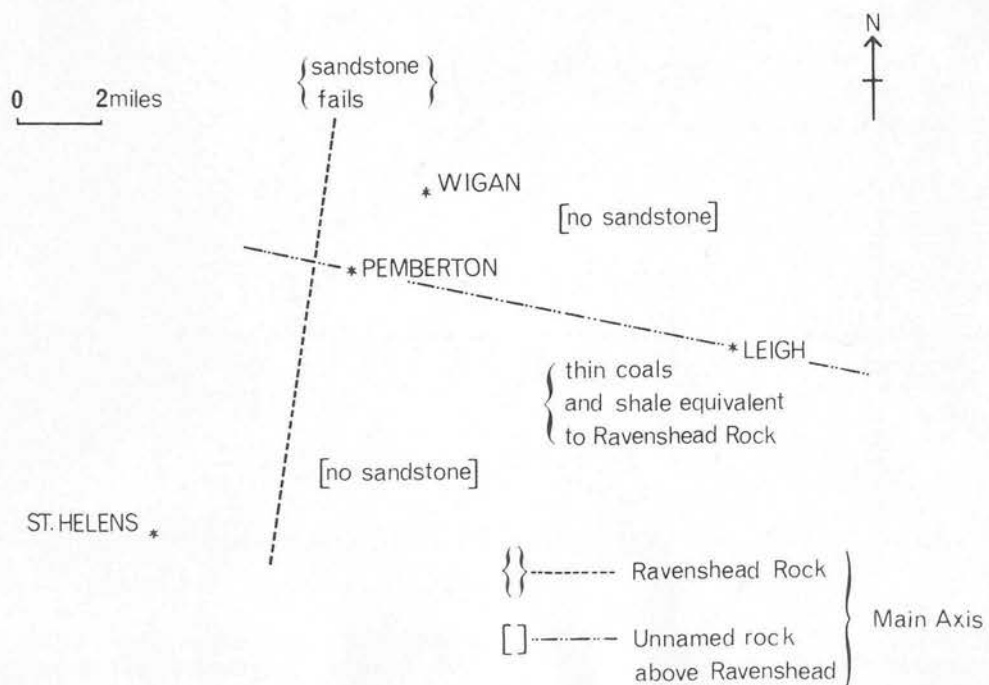 N
{sandstone
fails}
0 2miles
WIGAN
[no sandstone]
PEMBERTON
LEIGH
{thin coals
and shale equivalent
to Ravenshead Rock
[no sandstone]
ST. HELENS
{} Ravenshead Rock
[] Unnamed rock
above Ravenshead
} Main Axis